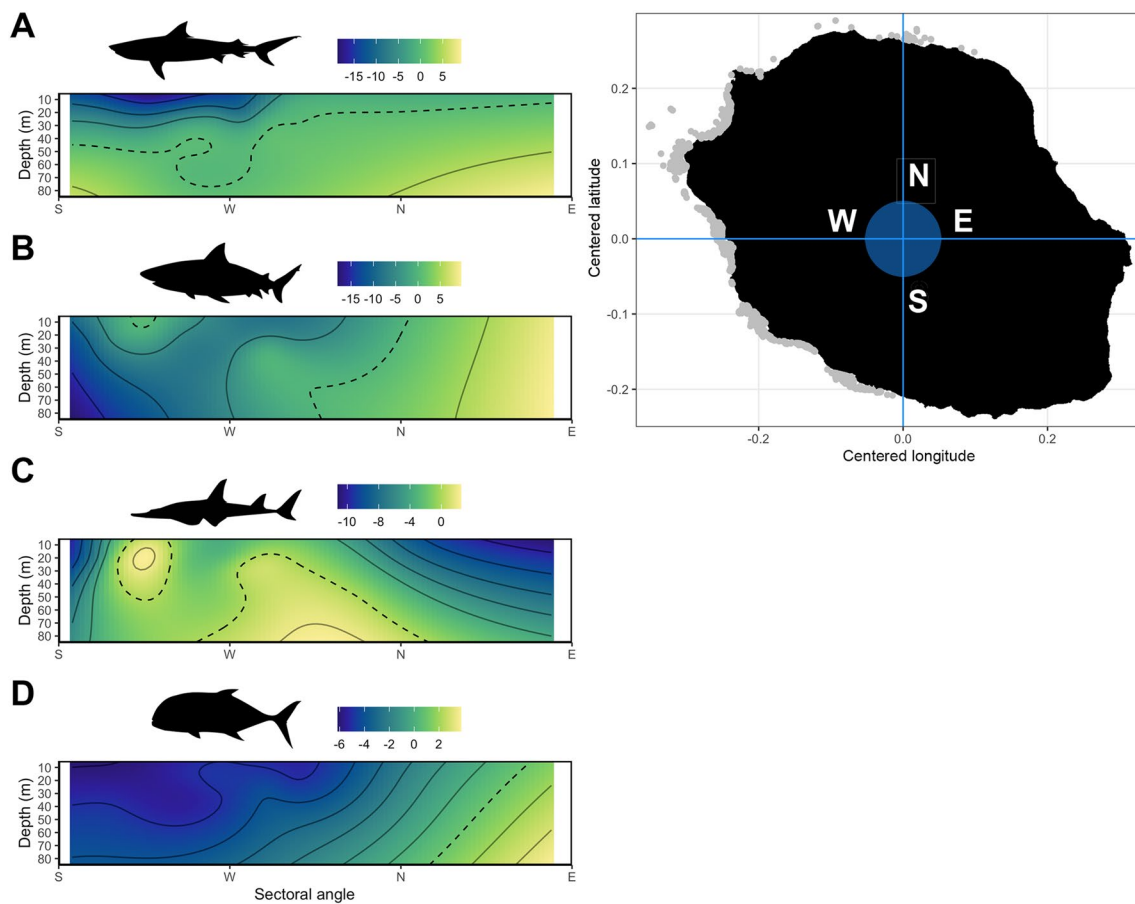 A
-15 -10 -5 0 5
Depth (m)
10
20
30
40
50
60
70
80
S W N E
B
-15 -10 -5 0 5
Depth (m)
10
20
30
40
50
60
70
80
S W N E
C
-10 -8 -4 0
Depth (m)
10
20
30
40
50
60
70
80
S W N E
D
-6 -4 -2 0 2
Depth (m)
10
20
30
40
50
60
70
80
S W N E
Sectoral angle
Centered latitude
0.2
0.1
0.0
-0.1
-0.2
N
W E
S
-0.2 0.0 0.2
Centered longitude